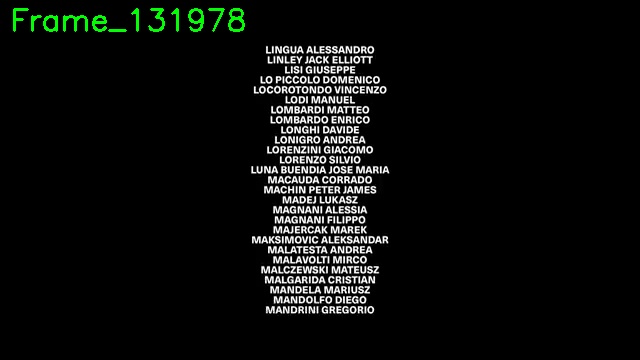 Frame_131978
LINGUA ALESSANDRO
LINLEY JACK ELLIOTT
LISI GIUSEPPE
LO PICCOLO DOMENICO
LOCOROTONDO VINCENZO
LODI MANUEL
LOMBARDI MATTEO
LOMBARDO ENRICO
LONGHI DAVIDE
LONIGRO ANDREA
LORENZINI GIACOMO
LORENZO SILVIO
LUNA BUENDIA JOSE MARIA
MACAUDA CORRADO
MACHIN PETER JAMES
MADEJ LUKASZ
MAGNANI ALESSIA
MAGNANI FILIPPO
MAJERCAK MAREK
MAKSIMOVIC ALEKSANDAR
MALATESTA ANDREA
MALAVOLTI MIRCO
MALCZEWSKI MATEUSZ
MALGARIDA CRISTIAN
MANDELA MARIUSZ
MANDOLFO DIEGO
MANDRINI GREGORIO